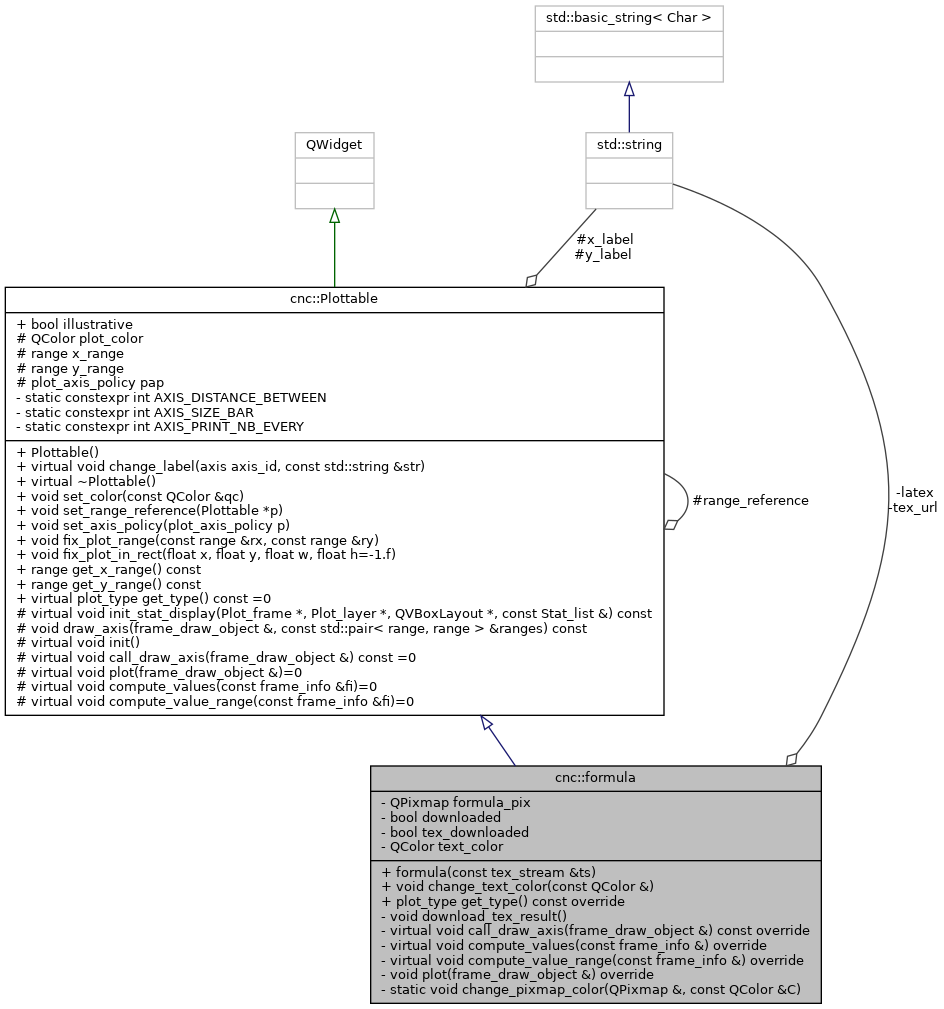 std::basic_string< Char >
QWidget
std::string
#x_label
#y_label
cnc::Plottable
+ bool illustrative
# QColor plot_color
# range x_range
# range y_range
# plot_axis_policy pap
- static constexpr int AXIS_DISTANCE_BETWEEN
- static constexpr int AXIS_SIZE_BAR
- static constexpr int AXIS_PRINT_NB_EVERY
+ Plottable()
+ virtual void change_label(axis axis_id, const std::string &str)
+ virtual ~Plottable()
+ void set_color(const QColor &qc)
+ void set_range_reference(Plottable *p)
+ void set_axis_policy(plot_axis_policy p)
+ void fix_plot_range(const range &rx, const range &ry)
+ void fix_plot_in_rect(float x, float y, float w, float h=-1.f)
+ range get_x_range() const
+ range get_y_range() const
+ virtual plot_type get_type() const =0
# virtual void init_stat_display(Plot_frame *, Plot_layer *, QVBoxLayout *, const Stat_list &) const
# void draw_axis(frame_draw_object &, const std::pair< range, range > &ranges) const
# virtual void init()
# virtual void call_draw_axis(frame_draw_object &) const =0
# virtual void plot(frame_draw_object &)=0
# virtual void compute_values(const frame_info &fi)=0
# virtual void compute_value_range(const frame_info &fi)=0
#range_reference
-latex
-tex_url
cnc::formula
- QPixmap formula_pix
- bool downloaded
- bool tex_downloaded
- QColor text_color
+ formula(const tex_stream &ts)
+ void change_text_color(const QColor &)
+ plot_type get_type() const override
- void download_tex_result()
- virtual void call_draw_axis(frame_draw_object &) const override
- virtual void compute_values(const frame_info &) override
- virtual void compute_value_range(const frame_info &) override
- void plot(frame_draw_object &) override
- static void change_pixmap_color(QPixmap &, const QColor &C)